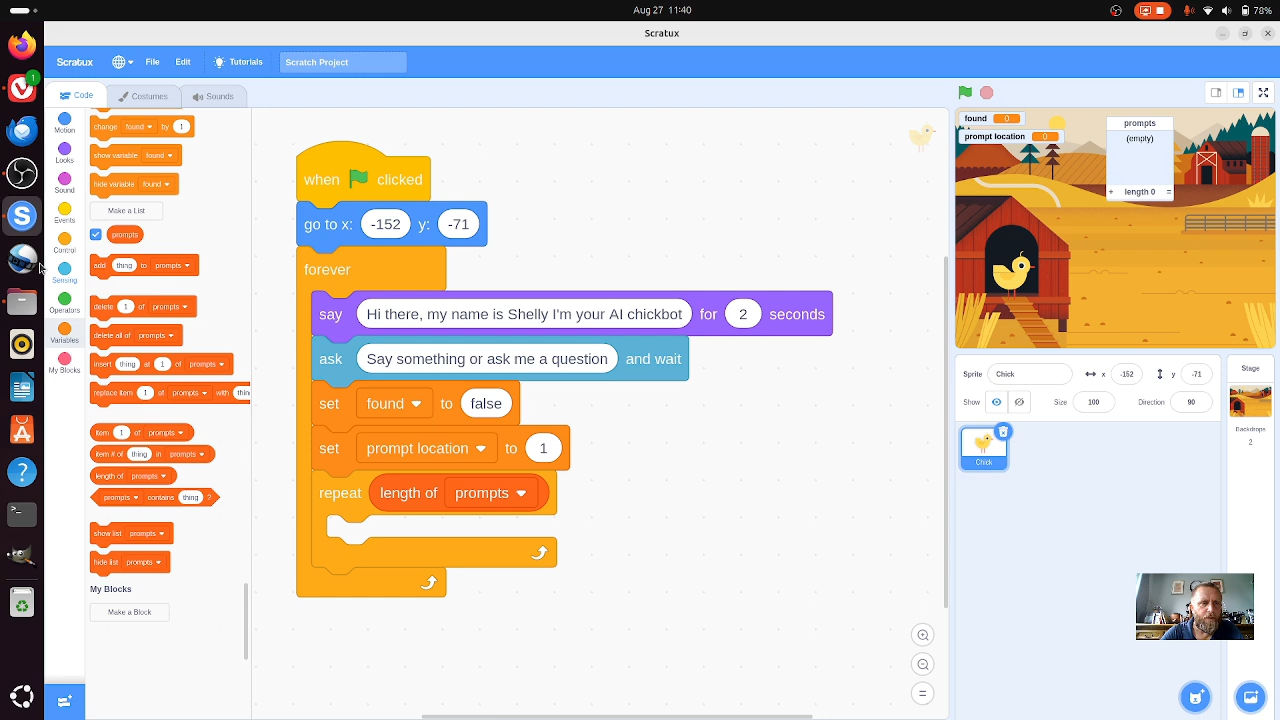 Aug 27 11:40
78%
Scratux
Scratux
File
Edit
Tutorials
Scratch Project
Code
Costumes
Sounds
Motion
Looks
Sound
Events
Control
Sensing
Operators
Variables
My Blocks
change found by 1
show variable found
hide variable found
Make a List
prompts
add thing to prompts
delete 1 of prompts
delete all of prompts
insert thing at 1 of prompts
replace item 1 of prompts with
item 1 of prompts
item # of thing in prompts
length of prompts
prompts contains thing ?
show list prompts
hide list prompts
My Blocks
Make a Block
when clicked
go to x: -152 y: -71
forever
say Hi there, my name is Shelly I'm your AI chickbot for 2 seconds
ask Say something or ask me a question and wait
set found to false
set prompt location to 1
repeat length of prompts
found 0
prompt location 0
prompts
(empty)
+ length 0 =
Sprite Chick x -152 y -71
Show Size 100 Direction 90
Chick
Stage
Backdrops
2
1